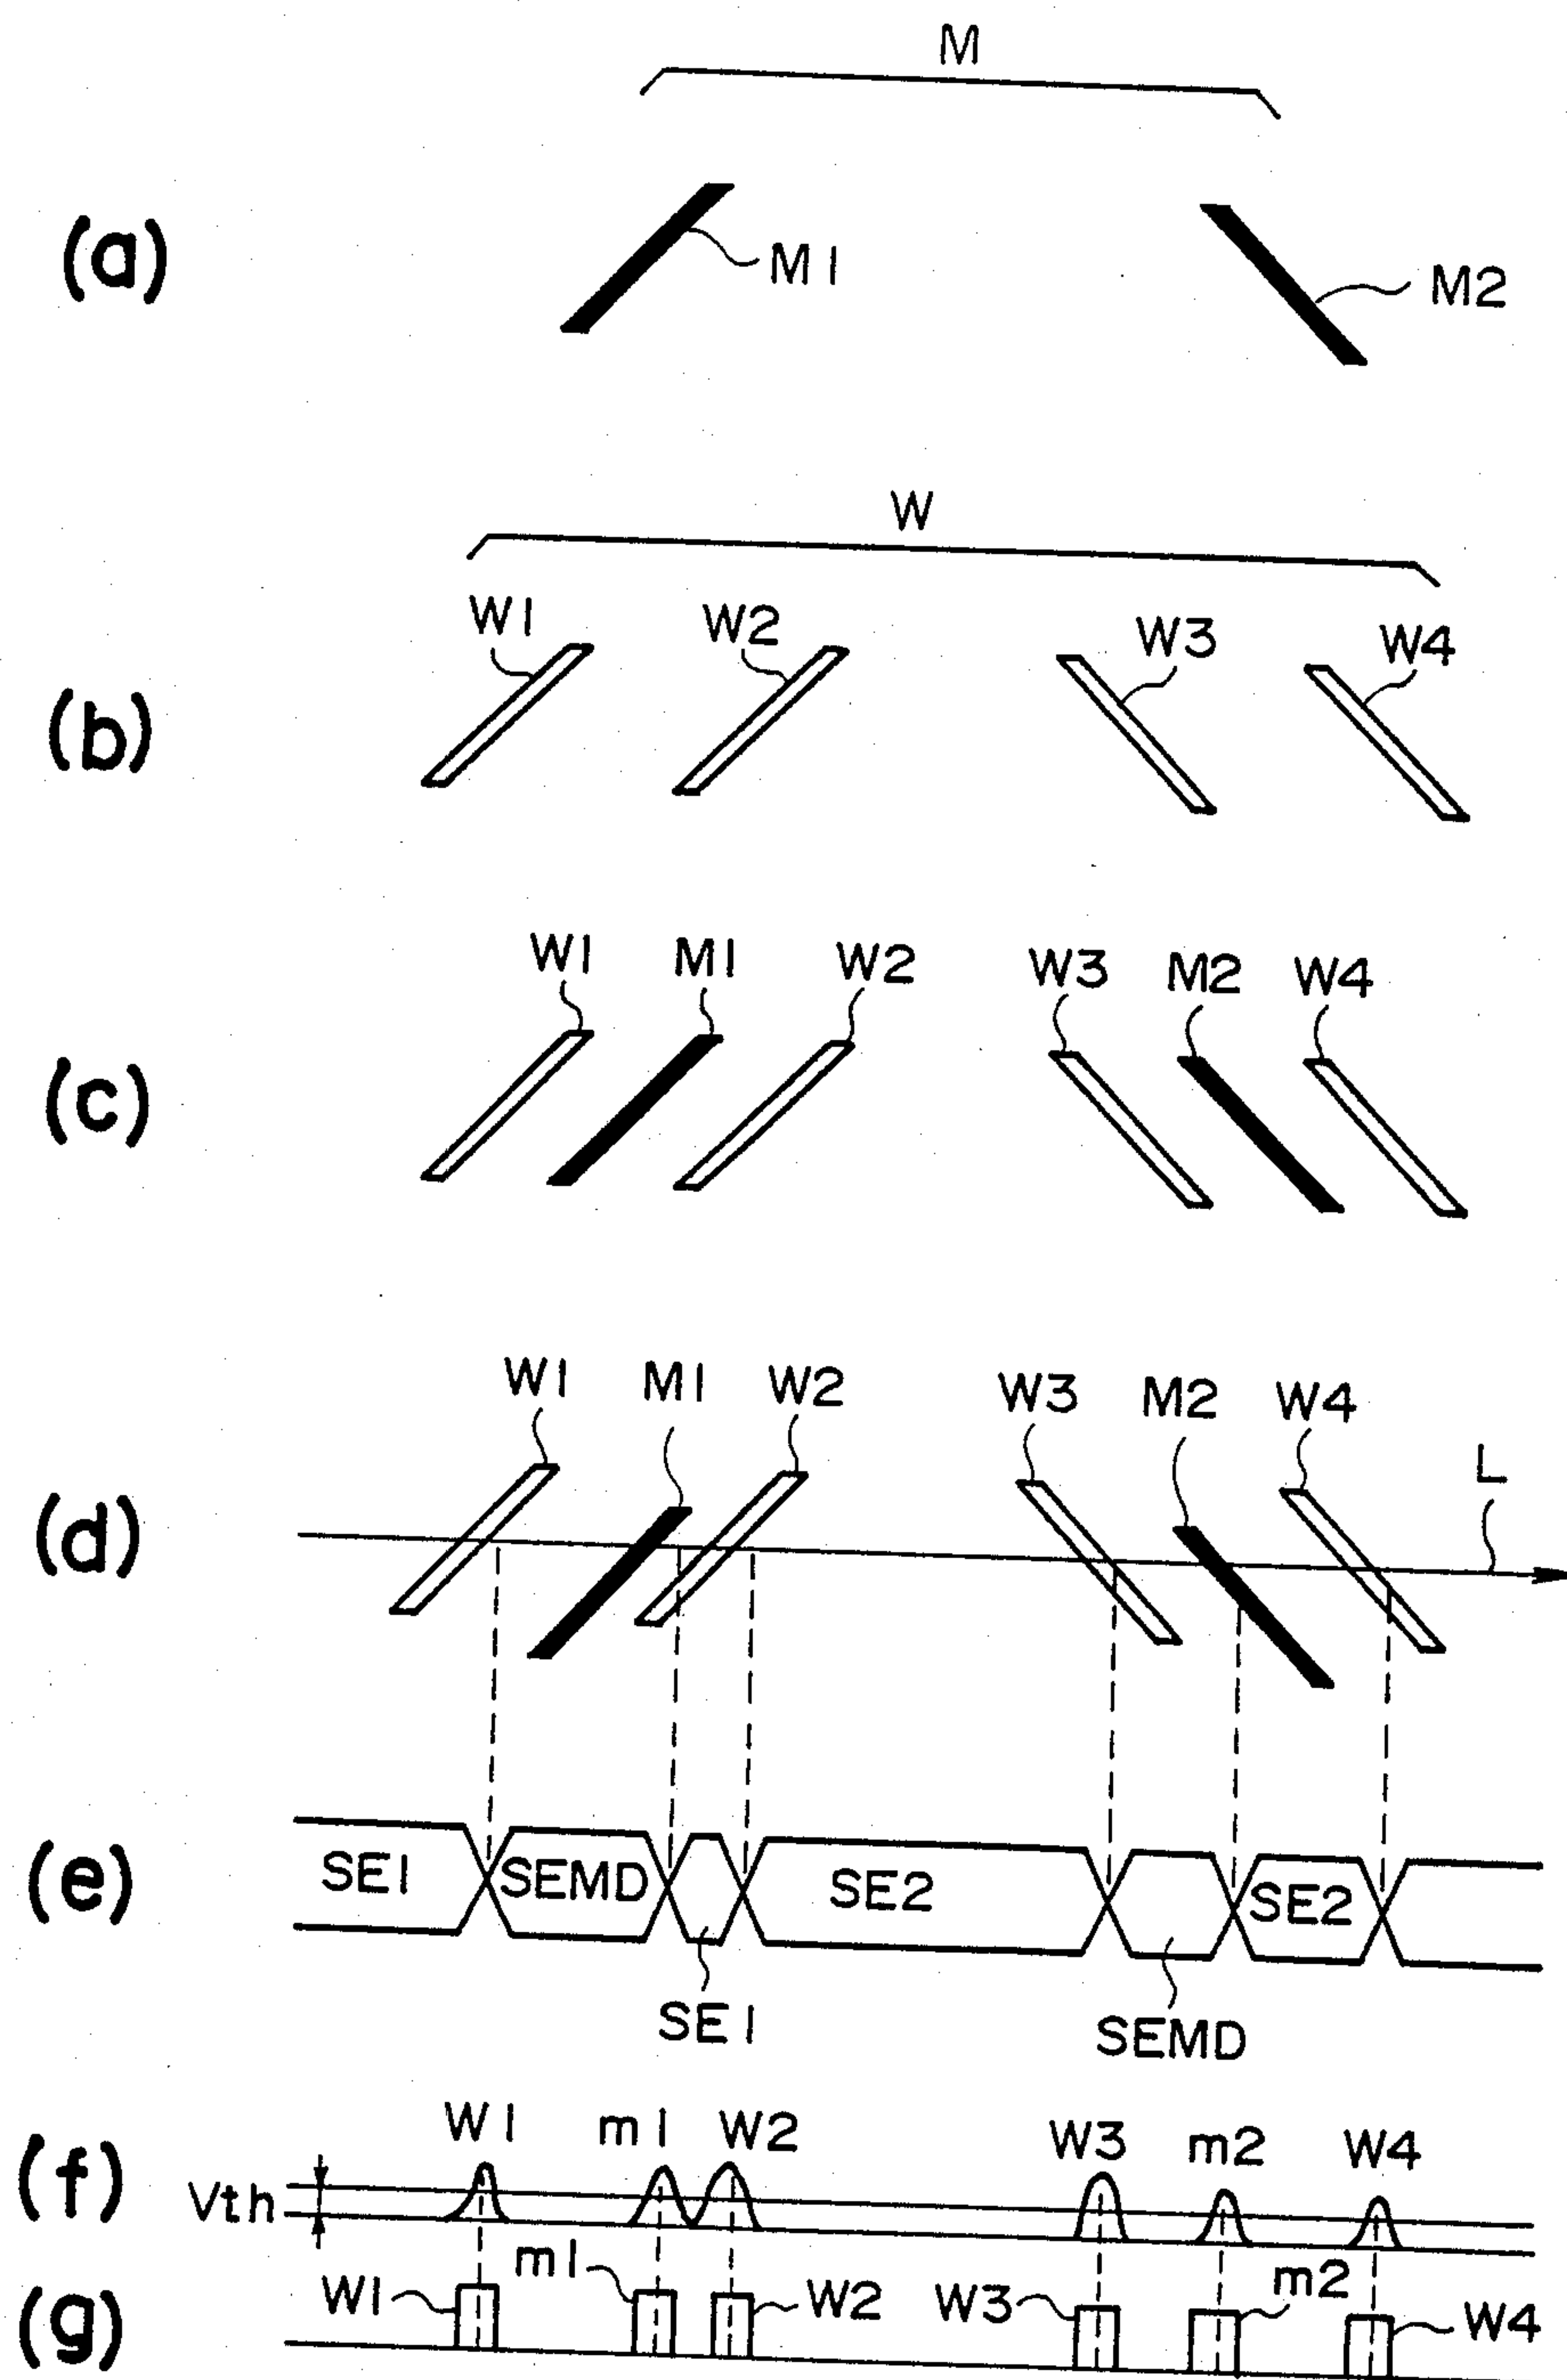 M
(a)
M1
M2
W
(b)
W1 W2 W3 W4
(c)
W1 M1 W2 W3 M2 W4
(d)
W1 M1 W2 W3 M2 W4
L
(e)
SE1 SEMD SE2 SE2
SE1 SEMD
(f)
W1 m1 W2 W3 m2 W4
Vth
(g)
W1 m1 W2 W3 m2 W4